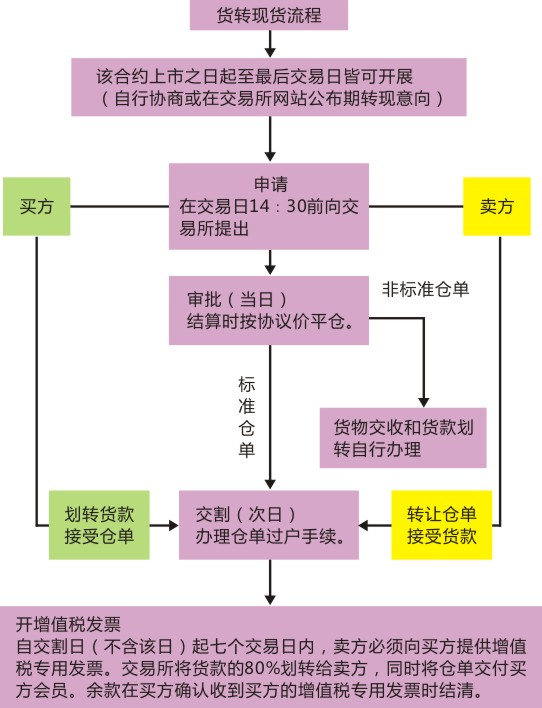 货转现货流程
该合约上市之日起至最后交易日皆可开展
（自行协商或在交易所网站公布期转现意向）
买方
申请
在交易日14：30前向交
易所提出
卖方
审批（当日）
结算时按协议价平仓。
非标准仓单
标准仓单
货物交收和货款划
转自行办理
划转货款
接受仓单
交割（次日）
办理仓单过户手续。
转让仓单
接受货款
开增值税发票
自交割日（不含该日）起七个交易日内，卖方必须向买方提供增值
税专用发票。交易所将货款的80%划转给卖方，同时将仓单交付买
方会员。余款在买方确认收到买方的增值税专用发票时结清。